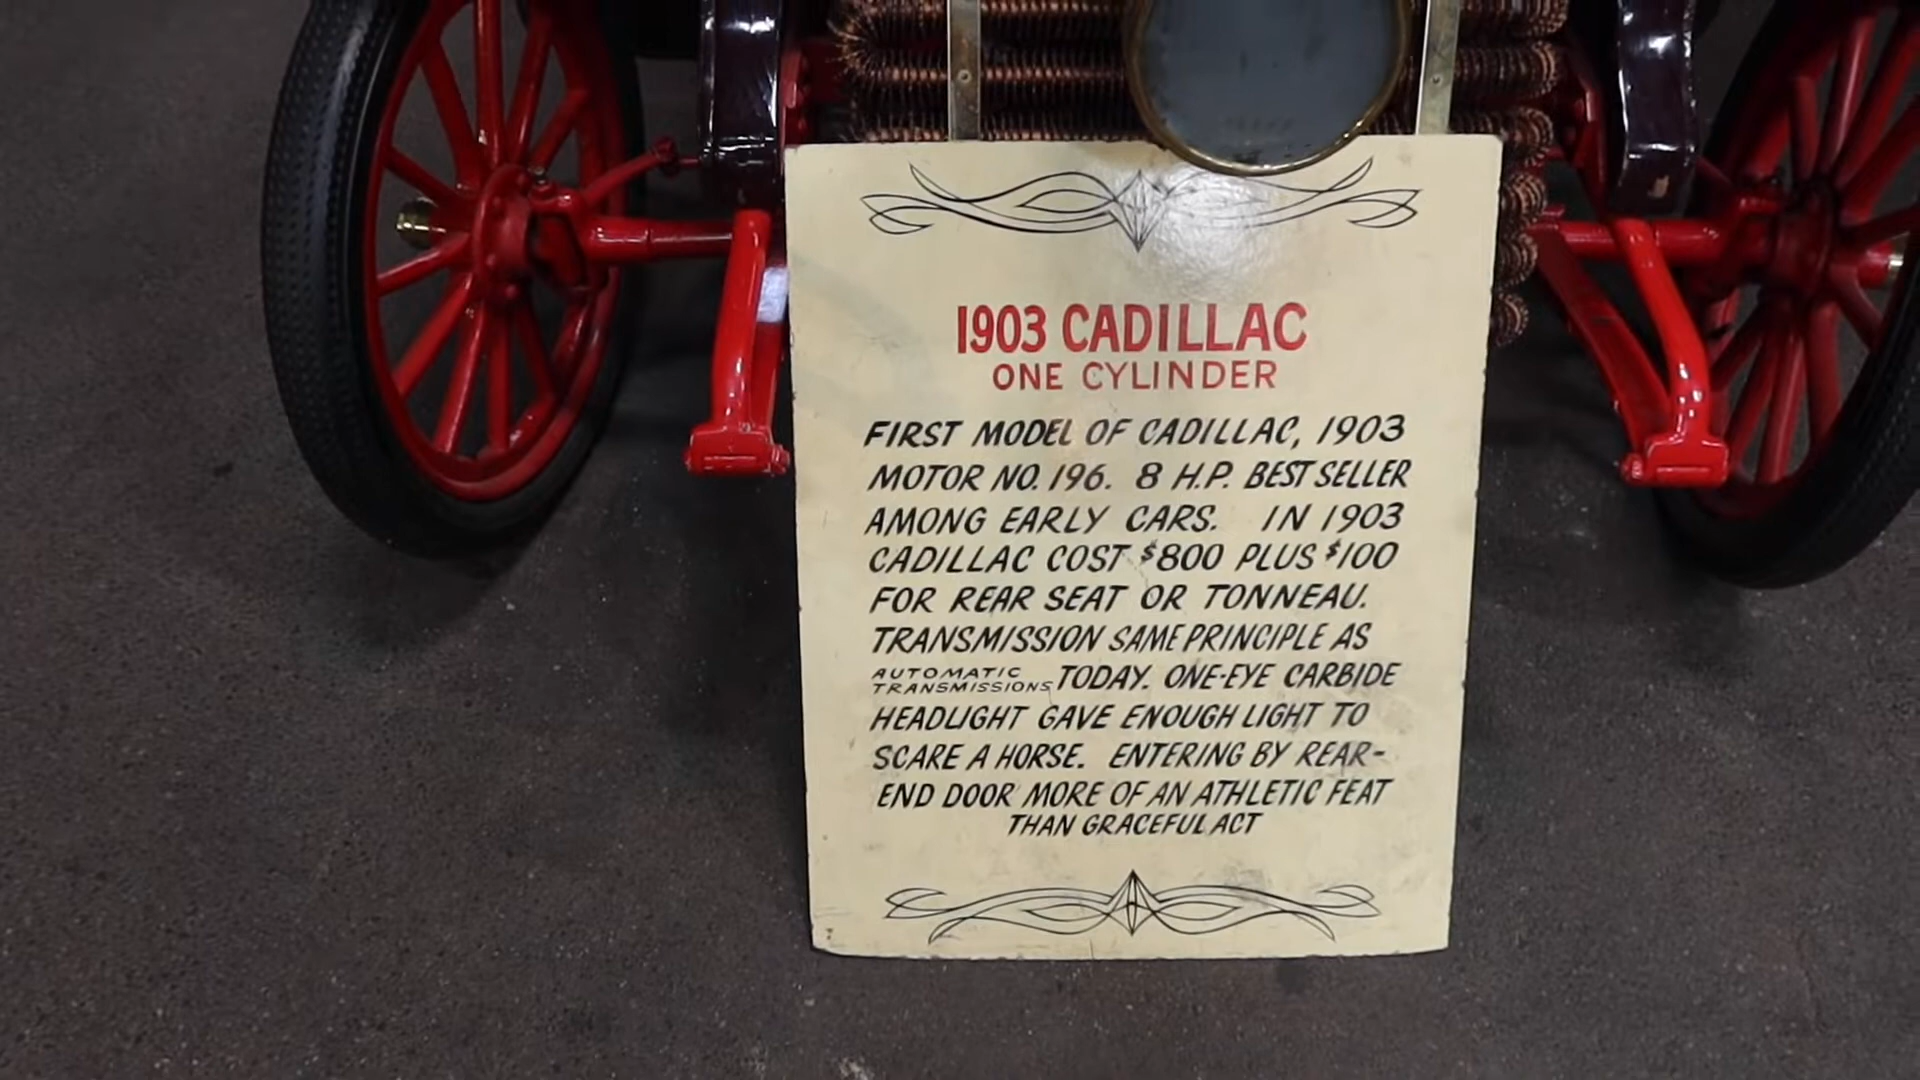 1903 CADILLAC
ONE CYLINDER
FIRST MODEL OF CADILLAC, 1903
MOTOR NO. 196. 8 H.P. BEST SELLER
AMONG EARLY CARS. IN 1903
CADILLAC COST $800 PLUS $100
FOR REAR SEAT OR TONNEAU.
TRANSMISSION SAME PRINCIPLE AS
AUTOMATIC TRANSMISSIONS TODAY. ONE-EYE CARBIDE
HEADLIGHT GAVE ENOUGH LIGHT TO
SCARE A HORSE. ENTERING BY REAR-
END DOOR MORE OF AN ATHLETIC FEAT
THAN GRACEFUL ACT